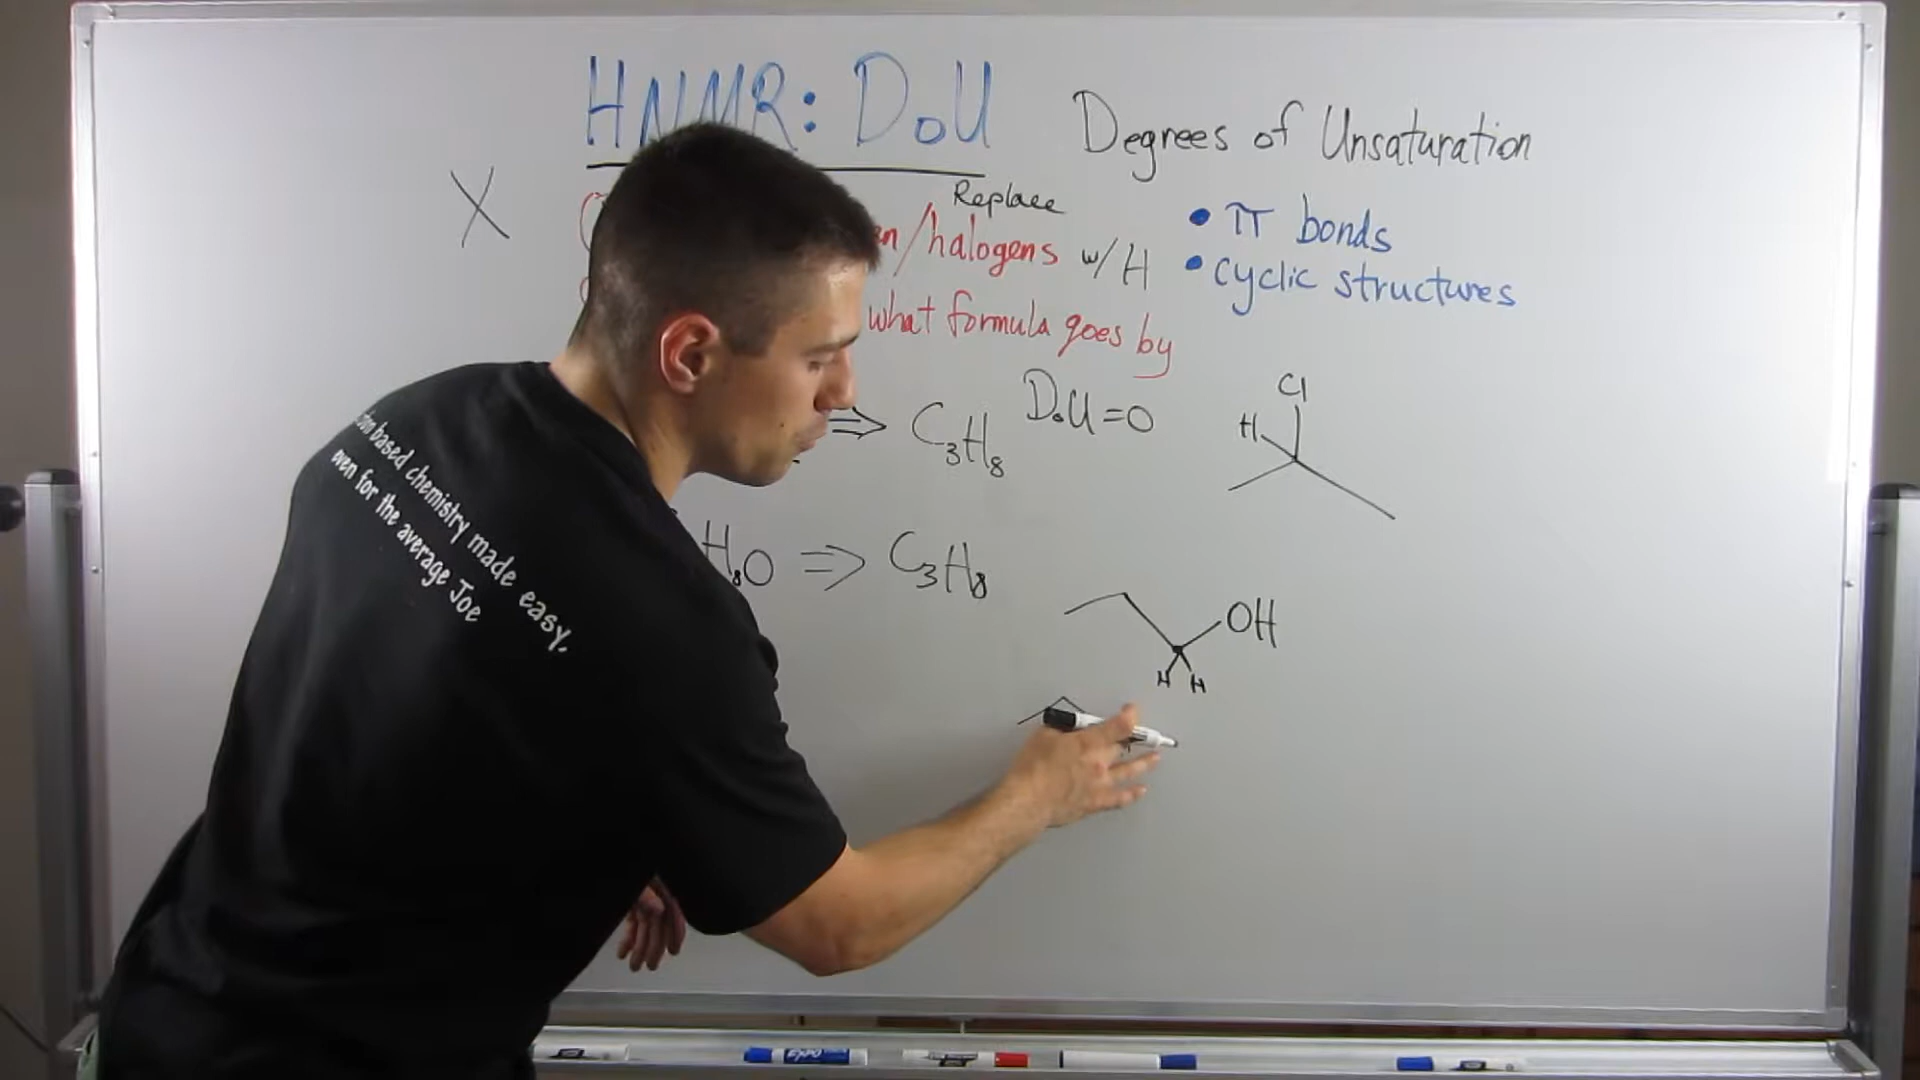 HNMR: DoU
Degrees of Unsaturation
X
Replace
/halogens w/ H
• π bonds
• cyclic structures
what formula goes by
⇒ C₃H₈ DoU=0
Cl
H
H₈O ⇒ C₃H₈
OH
H H
based chemistry made easy,
even for the average Joe
EXPO